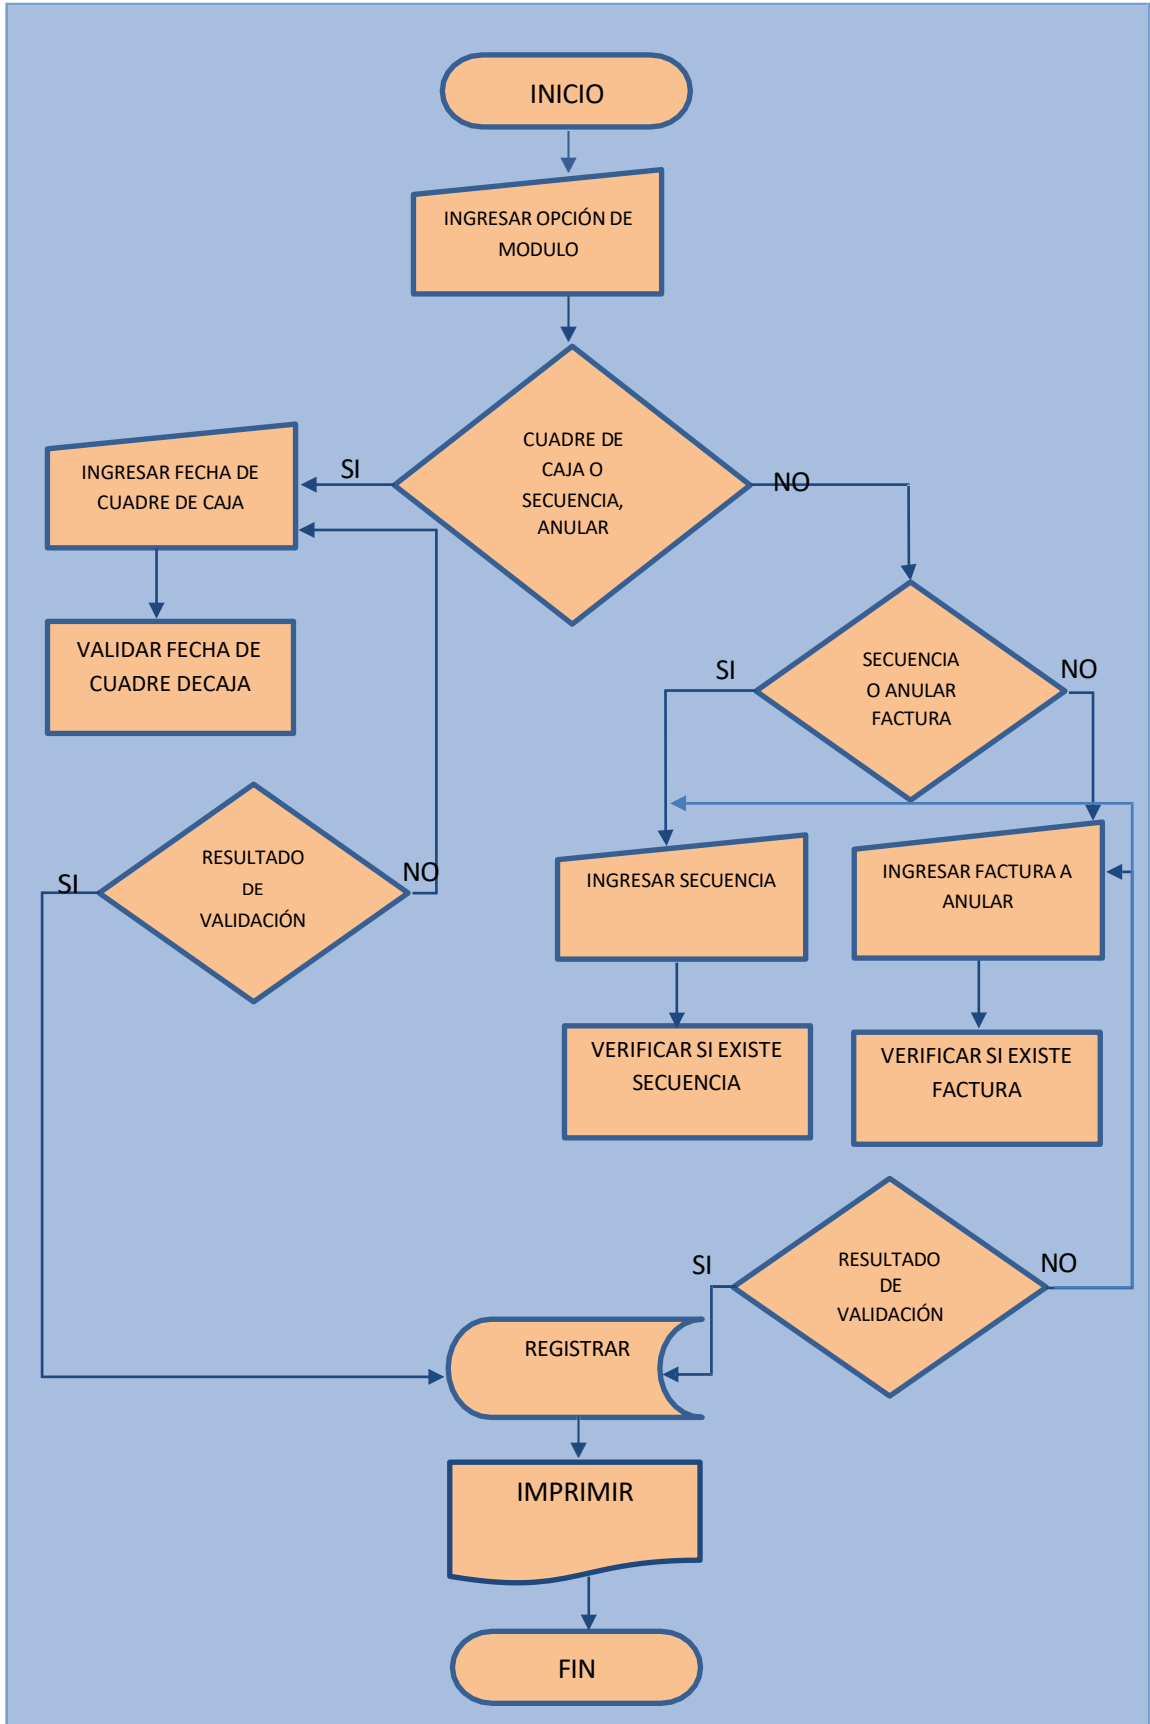 INICIO
INGRESAR OPCIÓN DE
MODULO
CUADRE DE
CAJA O
SECUENCIA,
ANULAR
SI
NO
INGRESAR FECHA DE
CUADRE DE CAJA
VALIDAR FECHA DE
CUADRE DECAJA
SECUENCIA
O ANULAR
FACTURA
SI
NO
RESULTADO
DE
VALIDACIÓN
SI
NO
INGRESAR SECUENCIA
INGRESAR FACTURA A
ANULAR
VERIFICAR SI EXISTE
SECUENCIA
VERIFICAR SI EXISTE
FACTURA
RESULTADO
DE
VALIDACIÓN
SI
NO
REGISTRAR
IMPRIMIR
FIN